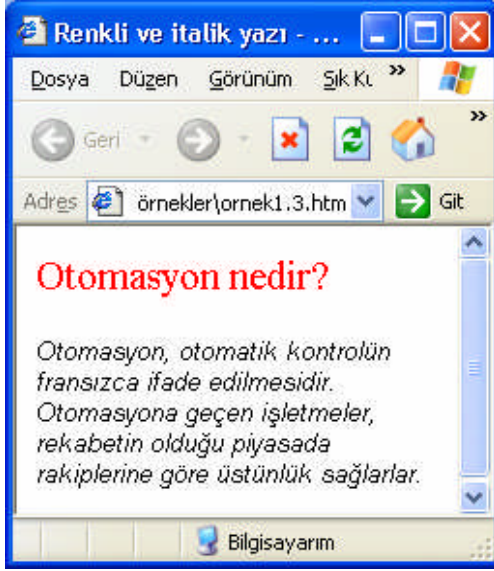 Renkli ve italik yazı - ...
Dosya Düzen Görünüm Sık Kı »
Geri »
Adres örnekler\ornek1.3.htm Git
Otomasyon nedir?
Otomasyon, otomatik kontrolün
fransızca ifade edilmesidir.
Otomasyona geçen işletmeler,
rekabetin olduğu piyasada
rakiplerine göre üstünlük sağlarlar.
Bilgisayarım